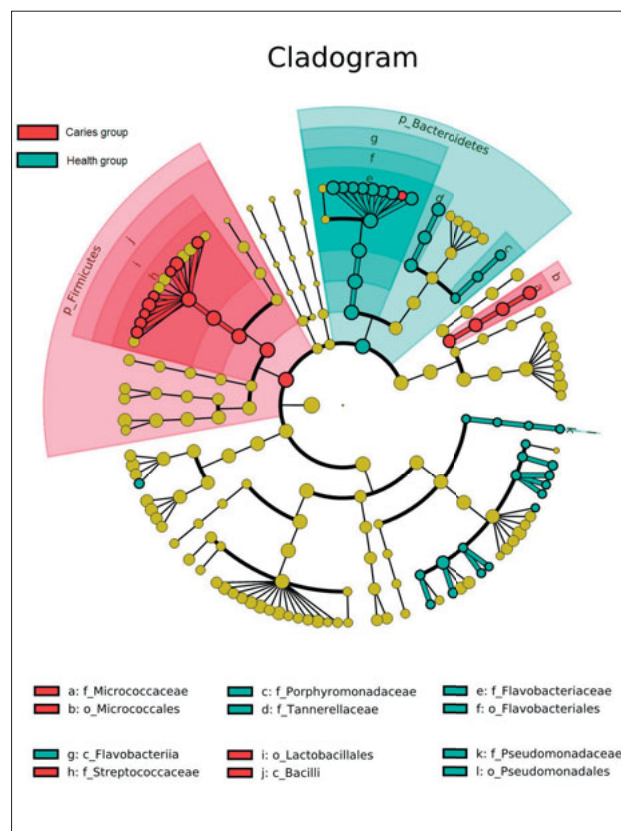 Cladogram
Caries group
Health group
p_Bacteroidetes
g
f
e
d
c
b
a
p_Firmicutes
j
i
h
a: f_Micrococcaceae
b: o_Micrococcales
c: f_Porphyromonadaceae
d: f_Tannerellaceae
e: f_Flavobacteriaceae
f: o_Flavobacteriales
g: c_Flavobacteriia
h: f_Streptococcaceae
i: o_Lactobacillales
j: c_Bacilli
k: f_Pseudomonadaceae
l: o_Pseudomonadales